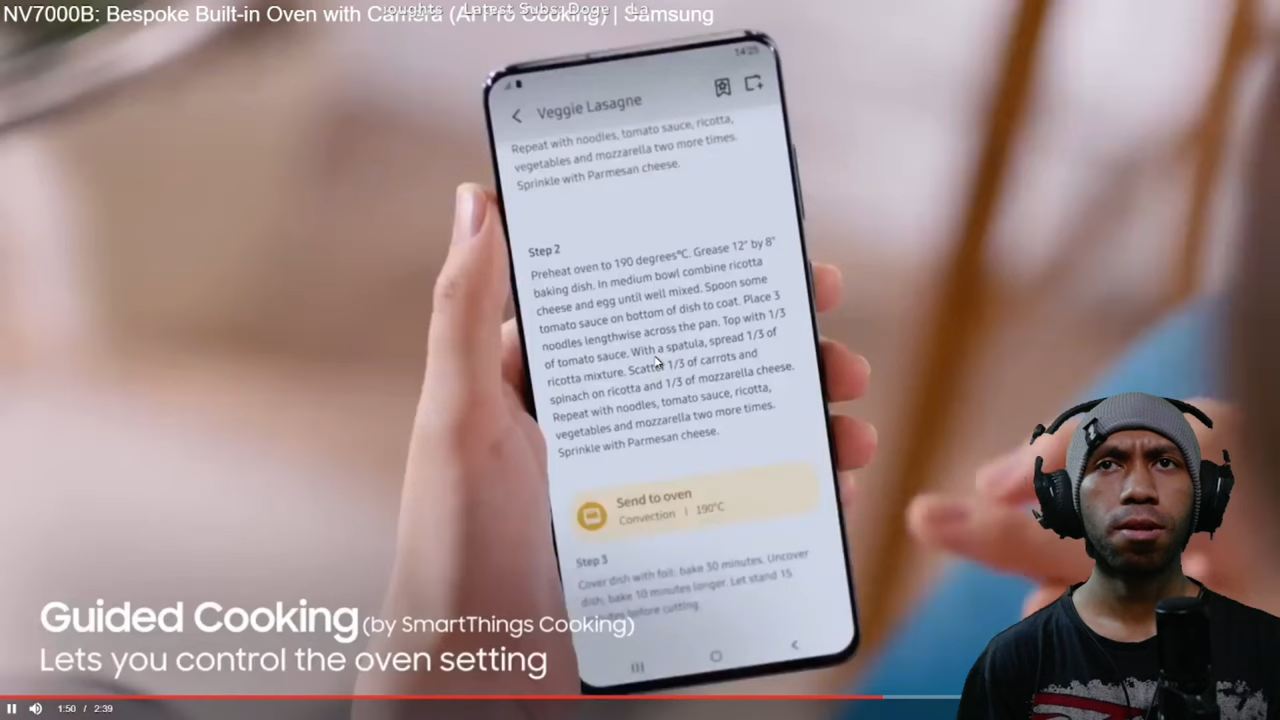 NV7000B: Bespoke Built-in Oven with Camera (AI Pro Cooking) | Samsung
Latest Subs: Doge
14:25
Veggie Lasagne
Repeat with noodles, tomato sauce, ricotta,
vegetables and mozzarella two more times.
Sprinkle with Parmesan cheese.
Step 2
Preheat oven to 190 degrees°C. Grease 12" by 8"
baking dish. In medium bowl combine ricotta
cheese and egg until well mixed. Spoon some
tomato sauce on bottom of dish to coat. Place 3
noodles lengthwise across the pan. Top with 1/3
of tomato sauce. With a spatula, spread 1/3 of
ricotta mixture. Scatter 1/3 of carrots and
spinach on ricotta and 1/3 of mozzarella cheese.
Repeat with noodles, tomato sauce, ricotta,
vegetables and mozzarella two more times.
Sprinkle with Parmesan cheese.
Send to oven
Convection | 190°C
Step 3
Cover dish with foil; bake 30 minutes. Uncover
dish; bake 10 minutes longer. Let stand 15
minutes before cutting.
Guided Cooking (by SmartThings Cooking)
Lets you control the oven setting
1:50 / 2:39